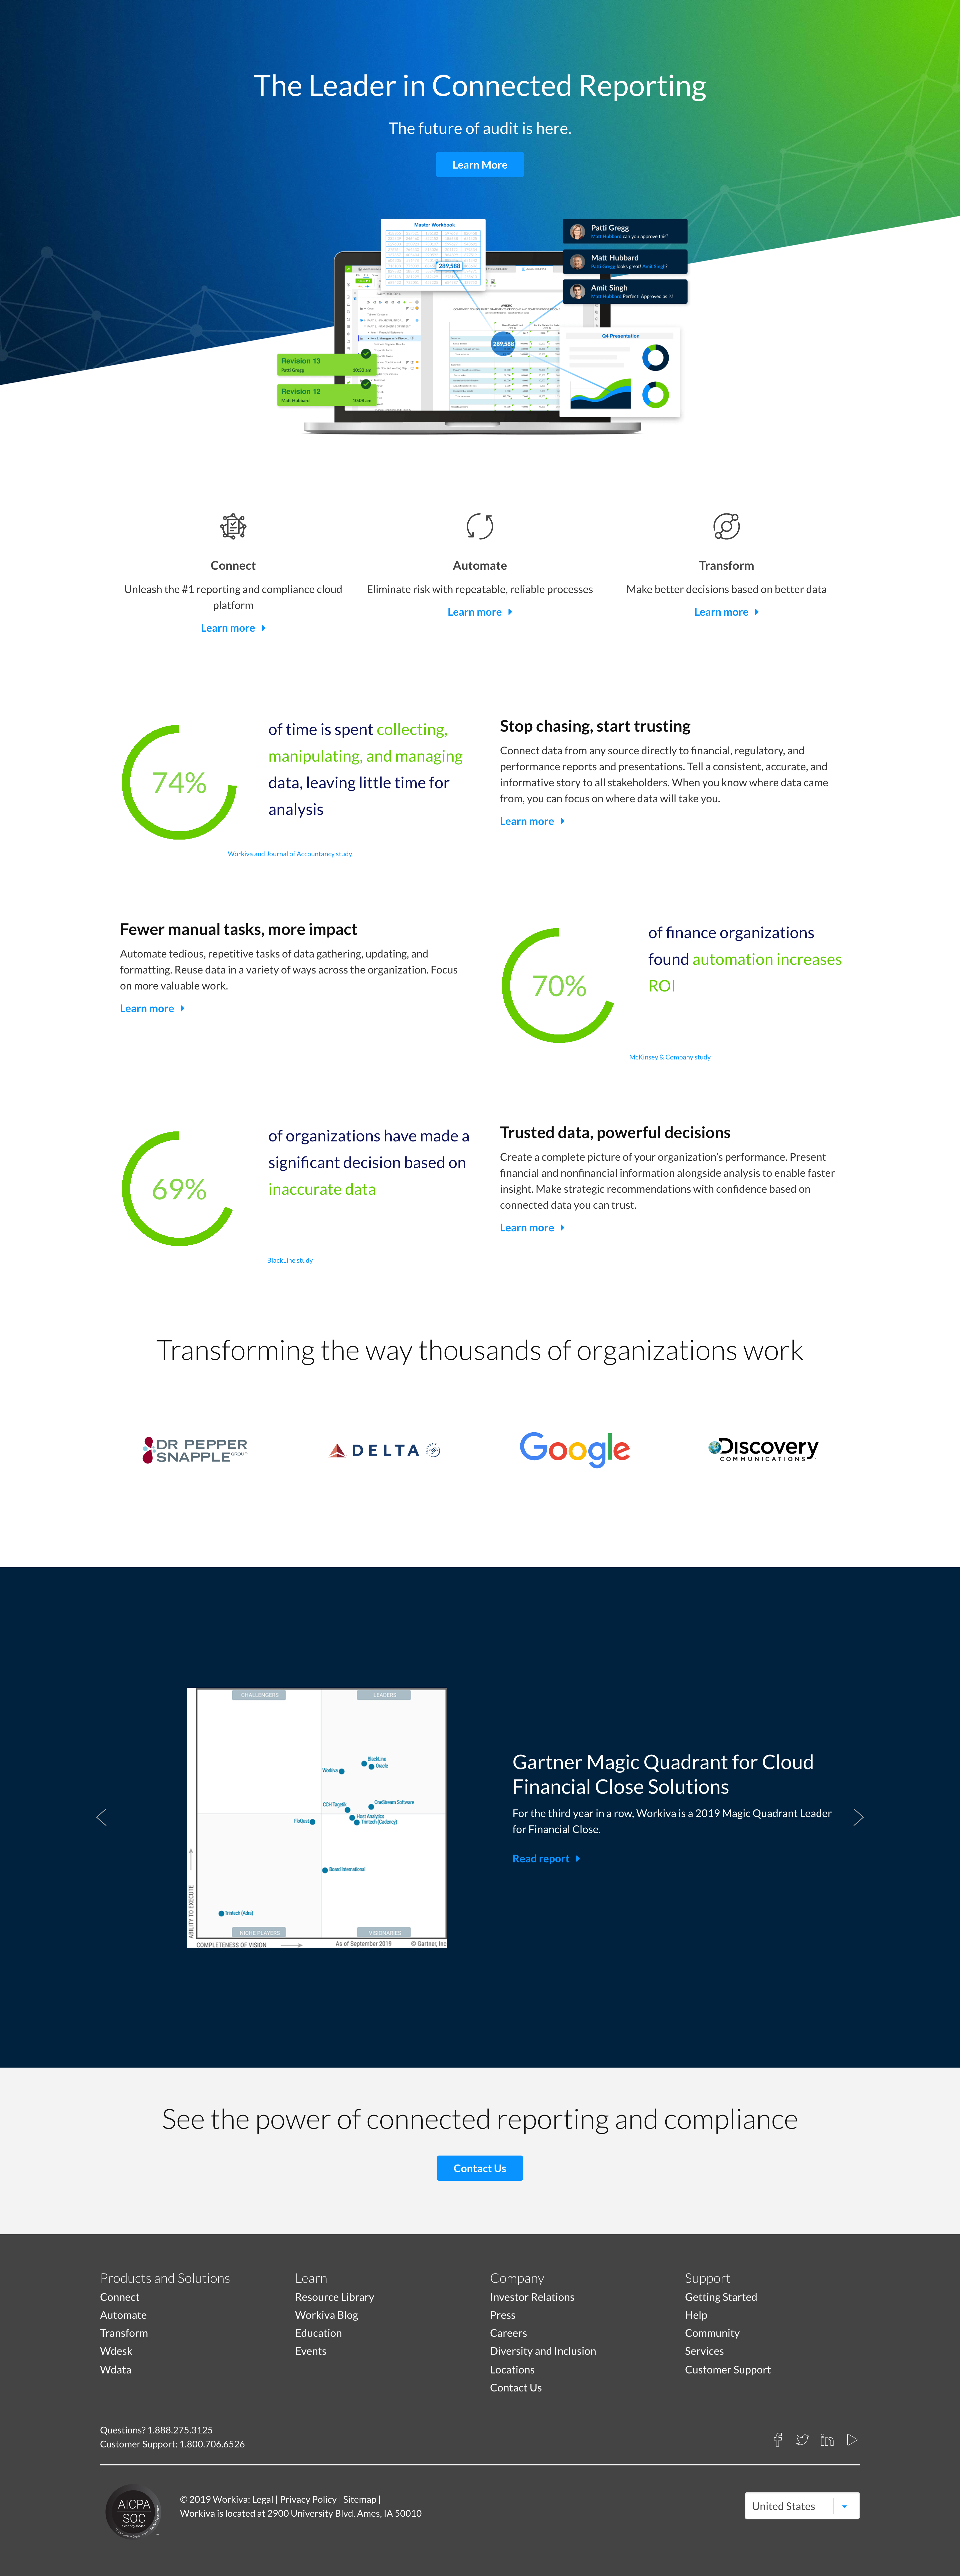 The Leader in Connected Reporting
The future of audit is here.
Learn More
Master Workbook
289,588
Patti Gregg
Matt Hubbard can you approve this?
Matt Hubbard
Patti Gregg looks great! Amit Singh?
Amit Singh
Matt Hubbard Perfect! Approved as is!
289,588
Q4 Presentation
Revision 13
Patti Gregg 10:30 am
Revision 12
Matt Hubbard 10:08 am
Connect
Unleash the #1 reporting and compliance cloud
platform
Learn more
Automate
Eliminate risk with repeatable, reliable processes
Learn more
Transform
Make better decisions based on better data
Learn more
74%
of time is spent collecting,
manipulating, and managing
data, leaving little time for
analysis
Workiva and Journal of Accountancy study
Stop chasing, start trusting
Connect data from any source directly to financial, regulatory, and
performance reports and presentations. Tell a consistent, accurate, and
informative story to all stakeholders. When you know where data came
from, you can focus on where data will take you.
Learn more
Fewer manual tasks, more impact
Automate tedious, repetitive tasks of data gathering, updating, and
formatting. Reuse data in a variety of ways across the organization. Focus
on more valuable work.
Learn more
70%
of finance organizations
found automation increases
ROI
McKinsey & Company study
69%
of organizations have made a
significant decision based on
inaccurate data
BlackLine study
Trusted data, powerful decisions
Create a complete picture of your organization's performance. Present
financial and nonfinancial information alongside analysis to enable faster
insight. Make strategic recommendations with confidence based on
connected data you can trust.
Learn more
Transforming the way thousands of organizations work
DR PEPPER
SNAPPLE GROUP
DELTA
Google
Discovery
COMMUNICATIONS
CHALLENGERS
LEADERS
BlackLine
Oracle
Workiva
OneStream Software
CCH Tagetik
Host Analytics
Trintech (Cadency)
FloQast
Board International
Trintech (Adra)
NICHE PLAYERS
VISIONARIES
ABILITY TO EXECUTE
COMPLETENESS OF VISION
As of September 2019
© Gartner, Inc
Gartner Magic Quadrant for Cloud
Financial Close Solutions
For the third year in a row, Workiva is a 2019 Magic Quadrant Leader
for Financial Close.
Read report
See the power of connected reporting and compliance
Contact Us
Products and Solutions
Connect
Automate
Transform
Wdesk
Wdata
Learn
Resource Library
Workiva Blog
Education
Events
Company
Investor Relations
Press
Careers
Diversity and Inclusion
Locations
Contact Us
Support
Getting Started
Help
Community
Services
Customer Support
Questions? 1.888.275.3125
Customer Support: 1.800.706.6526
AICPA
SOC
© 2019 Workiva: Legal | Privacy Policy | Sitemap |
Workiva is located at 2900 University Blvd, Ames, IA 50010
United States